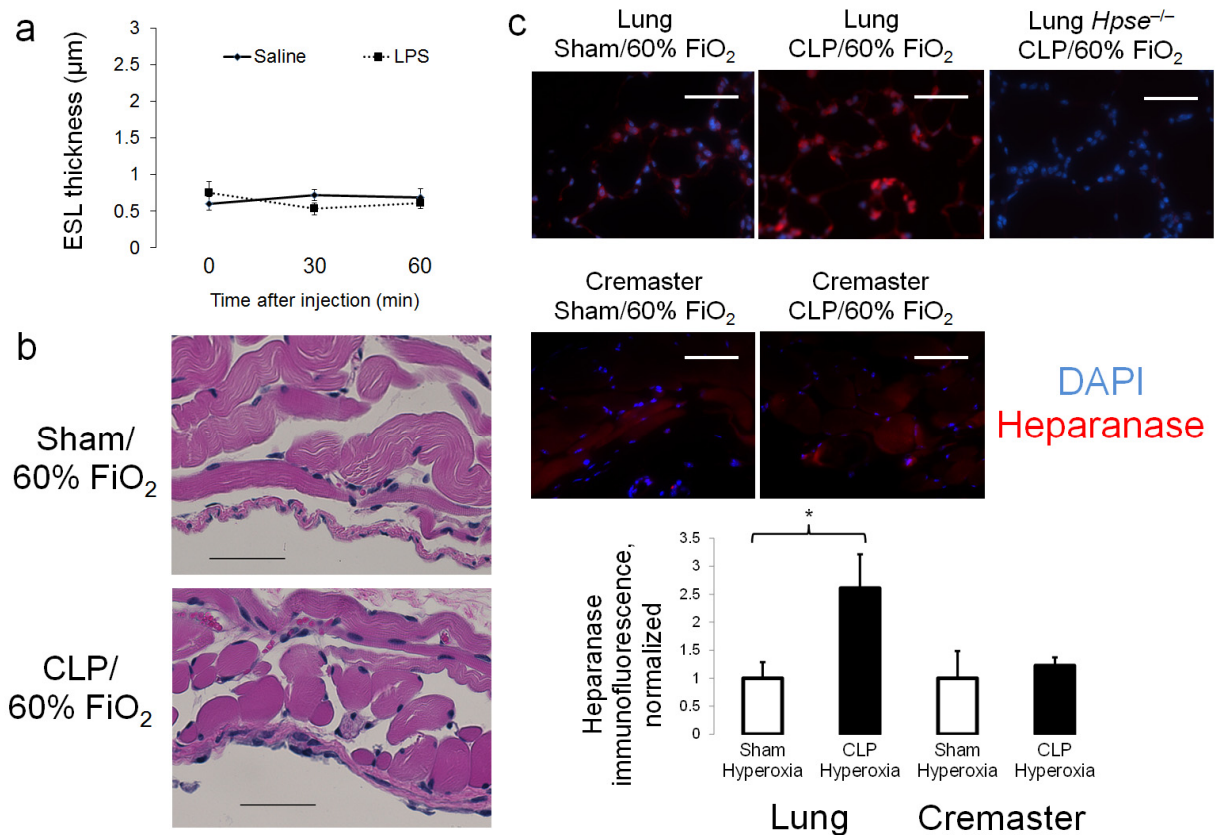 a
3
2.5
2
1.5
1
0.5
0
ESL thickness (μm)
Saline
LPS
0 30 60
Time after injection (min)
b
Sham/
60% FiO₂
CLP/
60% FiO₂
c
Lung
Sham/60% FiO₂
Lung
CLP/60% FiO₂
Lung Hpse⁻/⁻
CLP/60% FiO₂
Cremaster
Sham/60% FiO₂
Cremaster
CLP/60% FiO₂
DAPI
Heparanase
Heparanase
immunofluorescence,
normalized
*
3.5
3
2.5
2
1.5
1
0.5
0
Sham
Hyperoxia
CLP
Hyperoxia
Sham
Hyperoxia
CLP
Hyperoxia
Lung
Cremaster